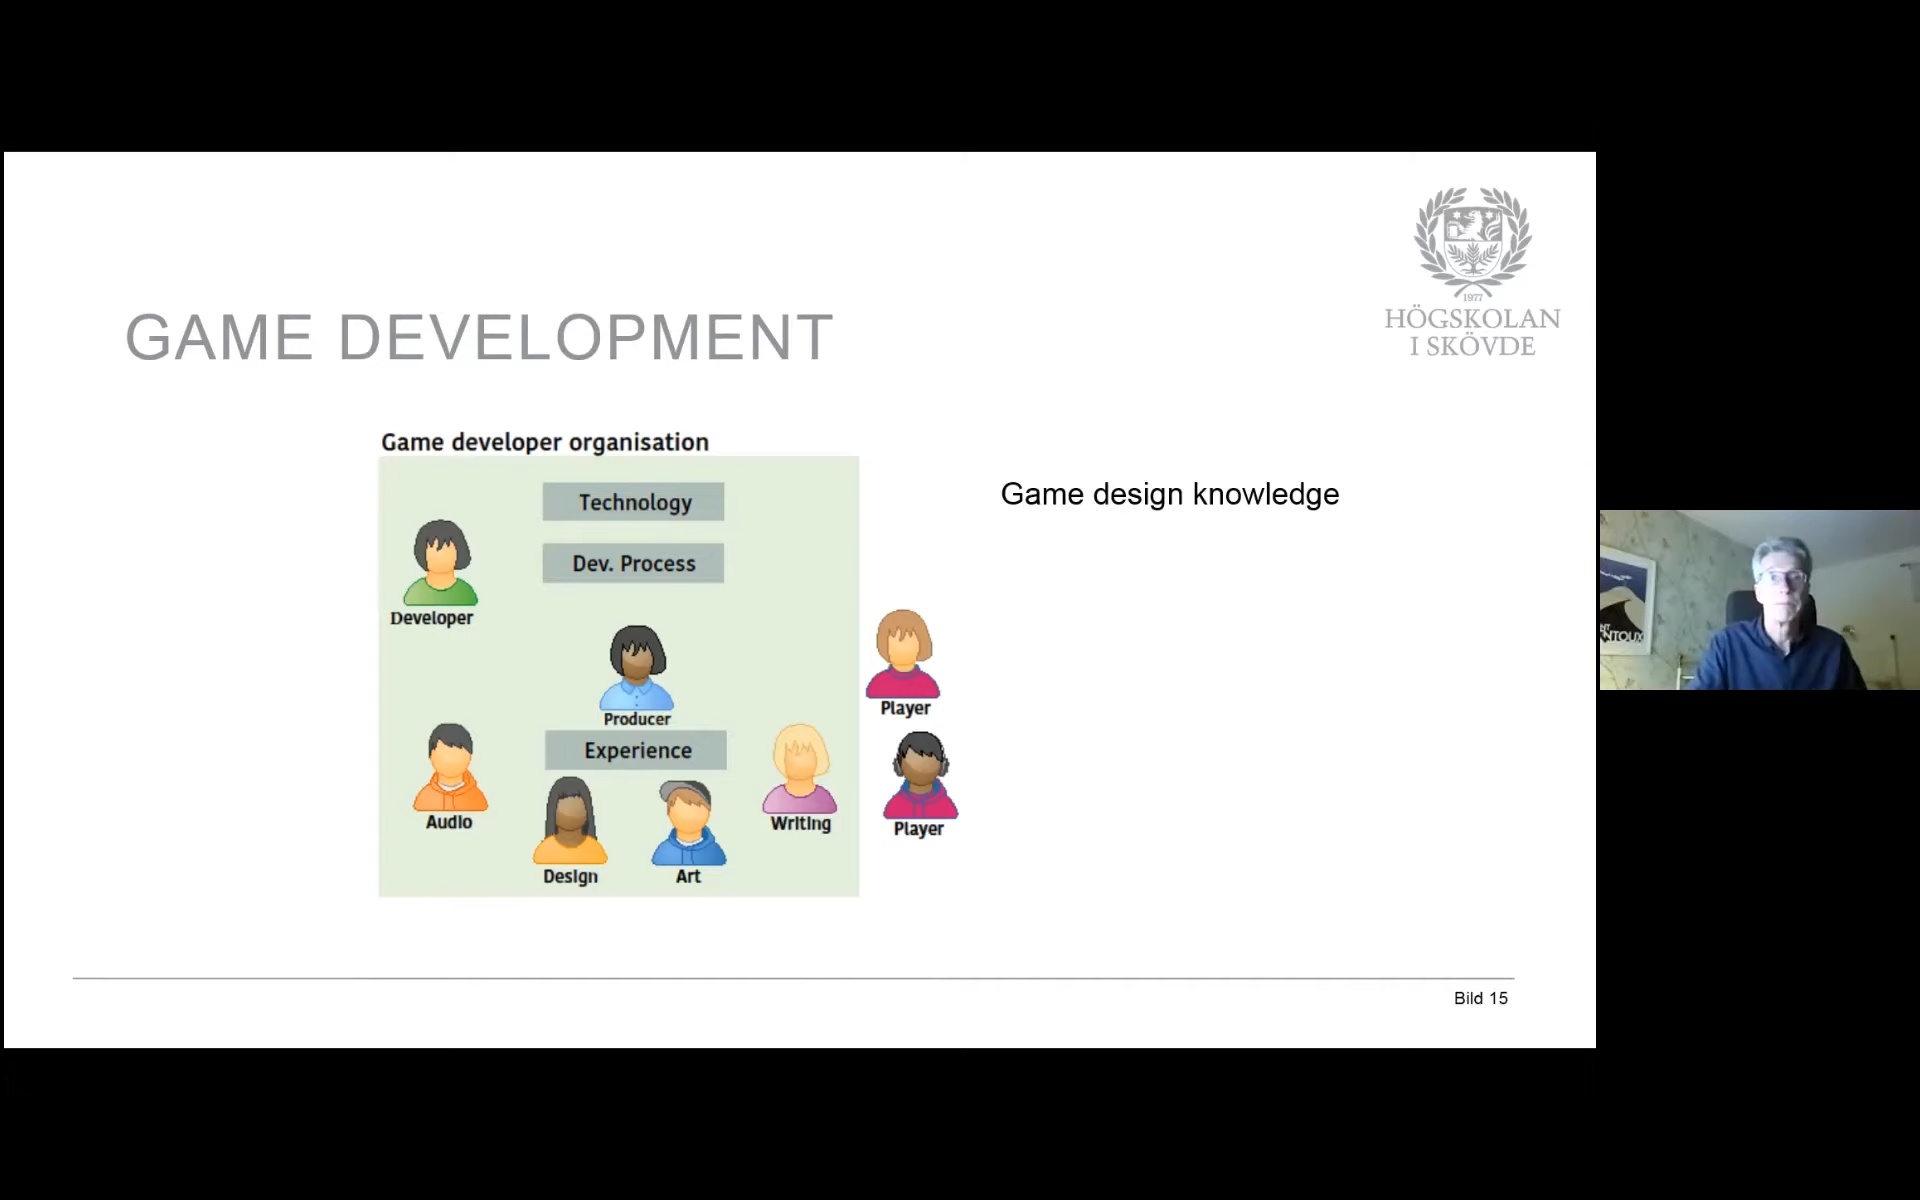 1977
HÖGSKOLAN
I SKÖVDE
GAME DEVELOPMENT
Game developer organisation
Technology
Dev. Process
Developer
Producer
Experience
Audio
Design
Art
Writing
Player
Player
Game design knowledge
Bild 15